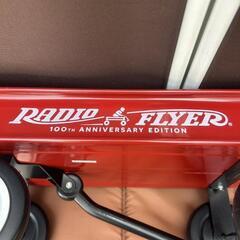 RADIO FLYER
100TH ANNIVERSARY EDITION